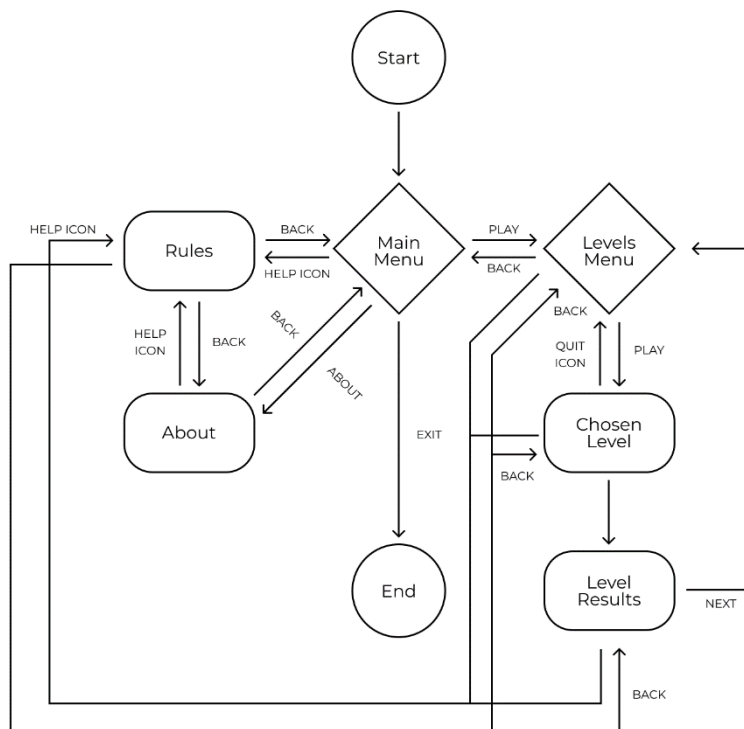 Start
HELP ICON
Rules
BACK
HELP ICON
Main
Menu
PLAY
BACK
Levels
Menu
HELP
ICON
BACK
BACK
ABOUT
BACK
QUIT
ICON
PLAY
About
EXIT
Chosen
Level
BACK
End
Level
Results
NEXT
BACK